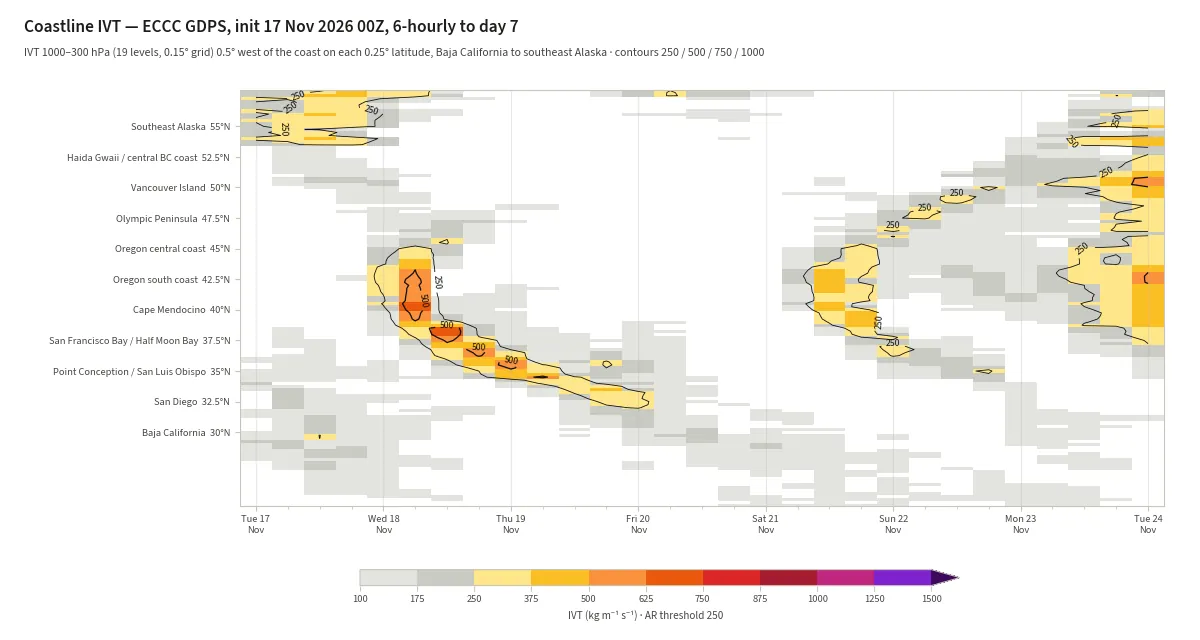 Coastline IVT — ECCC GDPS, init 17 Nov 2026 00Z, 6-hourly to day 7
IVT 1000–300 hPa (19 levels, 0.15° grid) 0.5° west of the coast on each 0.25° latitude, Baja California to southeast Alaska · contours 250 / 500 / 750 / 1000
Southeast Alaska 55°N
Haida Gwaii / central BC coast 52.5°N
Vancouver Island 50°N
Olympic Peninsula 47.5°N
Oregon central coast 45°N
Oregon south coast 42.5°N
Cape Mendocino 40°N
San Francisco Bay / Half Moon Bay 37.5°N
Point Conception / San Luis Obispo 35°N
San Diego 32.5°N
Baja California 30°N
250
250
250
250
250
500
500
500
500
250
250
250
250
250
250
250
250
250
Tue 17 Nov
Wed 18 Nov
Thu 19 Nov
Fri 20 Nov
Sat 21 Nov
Sun 22 Nov
Mon 23 Nov
Tue 24 Nov
100 175 250 375 500 625 750 875 1000 1250 1500
IVT (kg m⁻¹ s⁻¹) · AR threshold 250